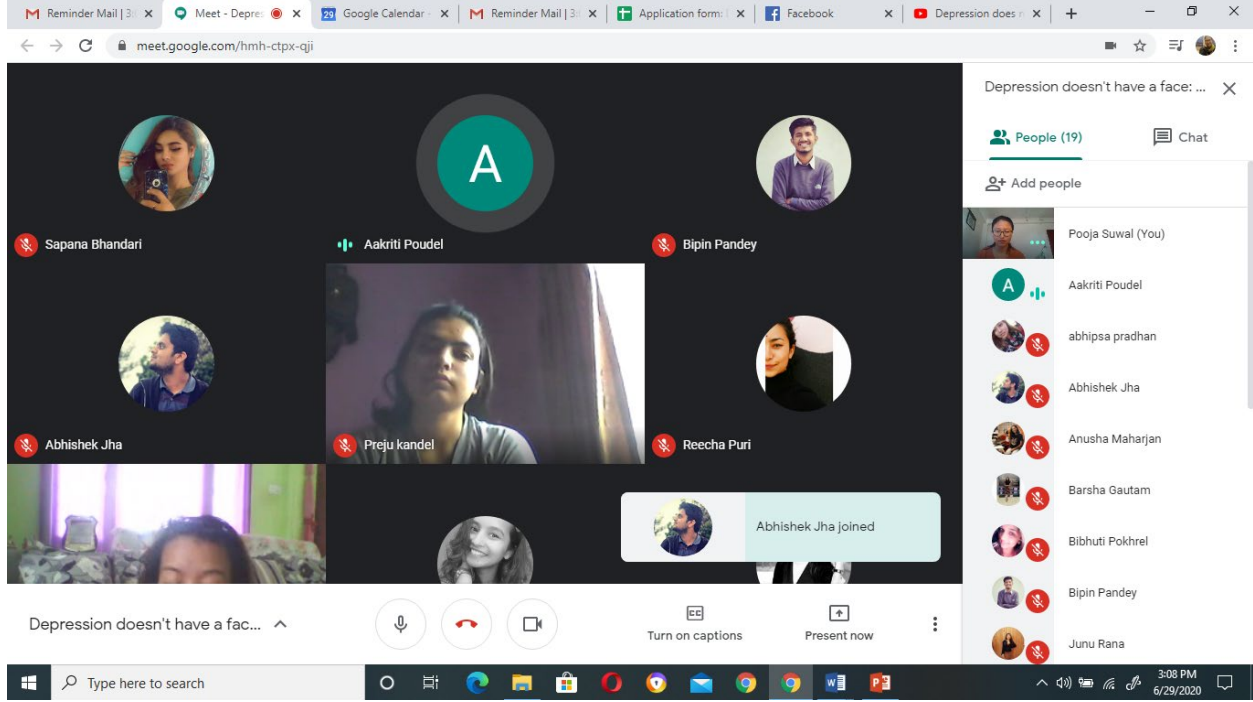 Reminder Mail | 3:
Meet - Depres
Google Calendar -
Reminder Mail | 3:
Application form:
Facebook
Depression does n
meet.google.com/hmh-ctpx-qji
Depression doesn't have a face: ...
People (19)
Chat
Add people
A
Sapana Bhandari
Aakriti Poudel
Bipin Pandey
Abhishek Jha
Preju kandel
Reecha Puri
Abhishek Jha joined
Pooja Suwal (You)
A
Aakriti Poudel
abhipsa pradhan
Abhishek Jha
Anusha Maharjan
Barsha Gautam
Bibhuti Pokhrel
Bipin Pandey
Junu Rana
Depression doesn't have a fac...
Turn on captions
Present now
Type here to search
3:08 PM
6/29/2020